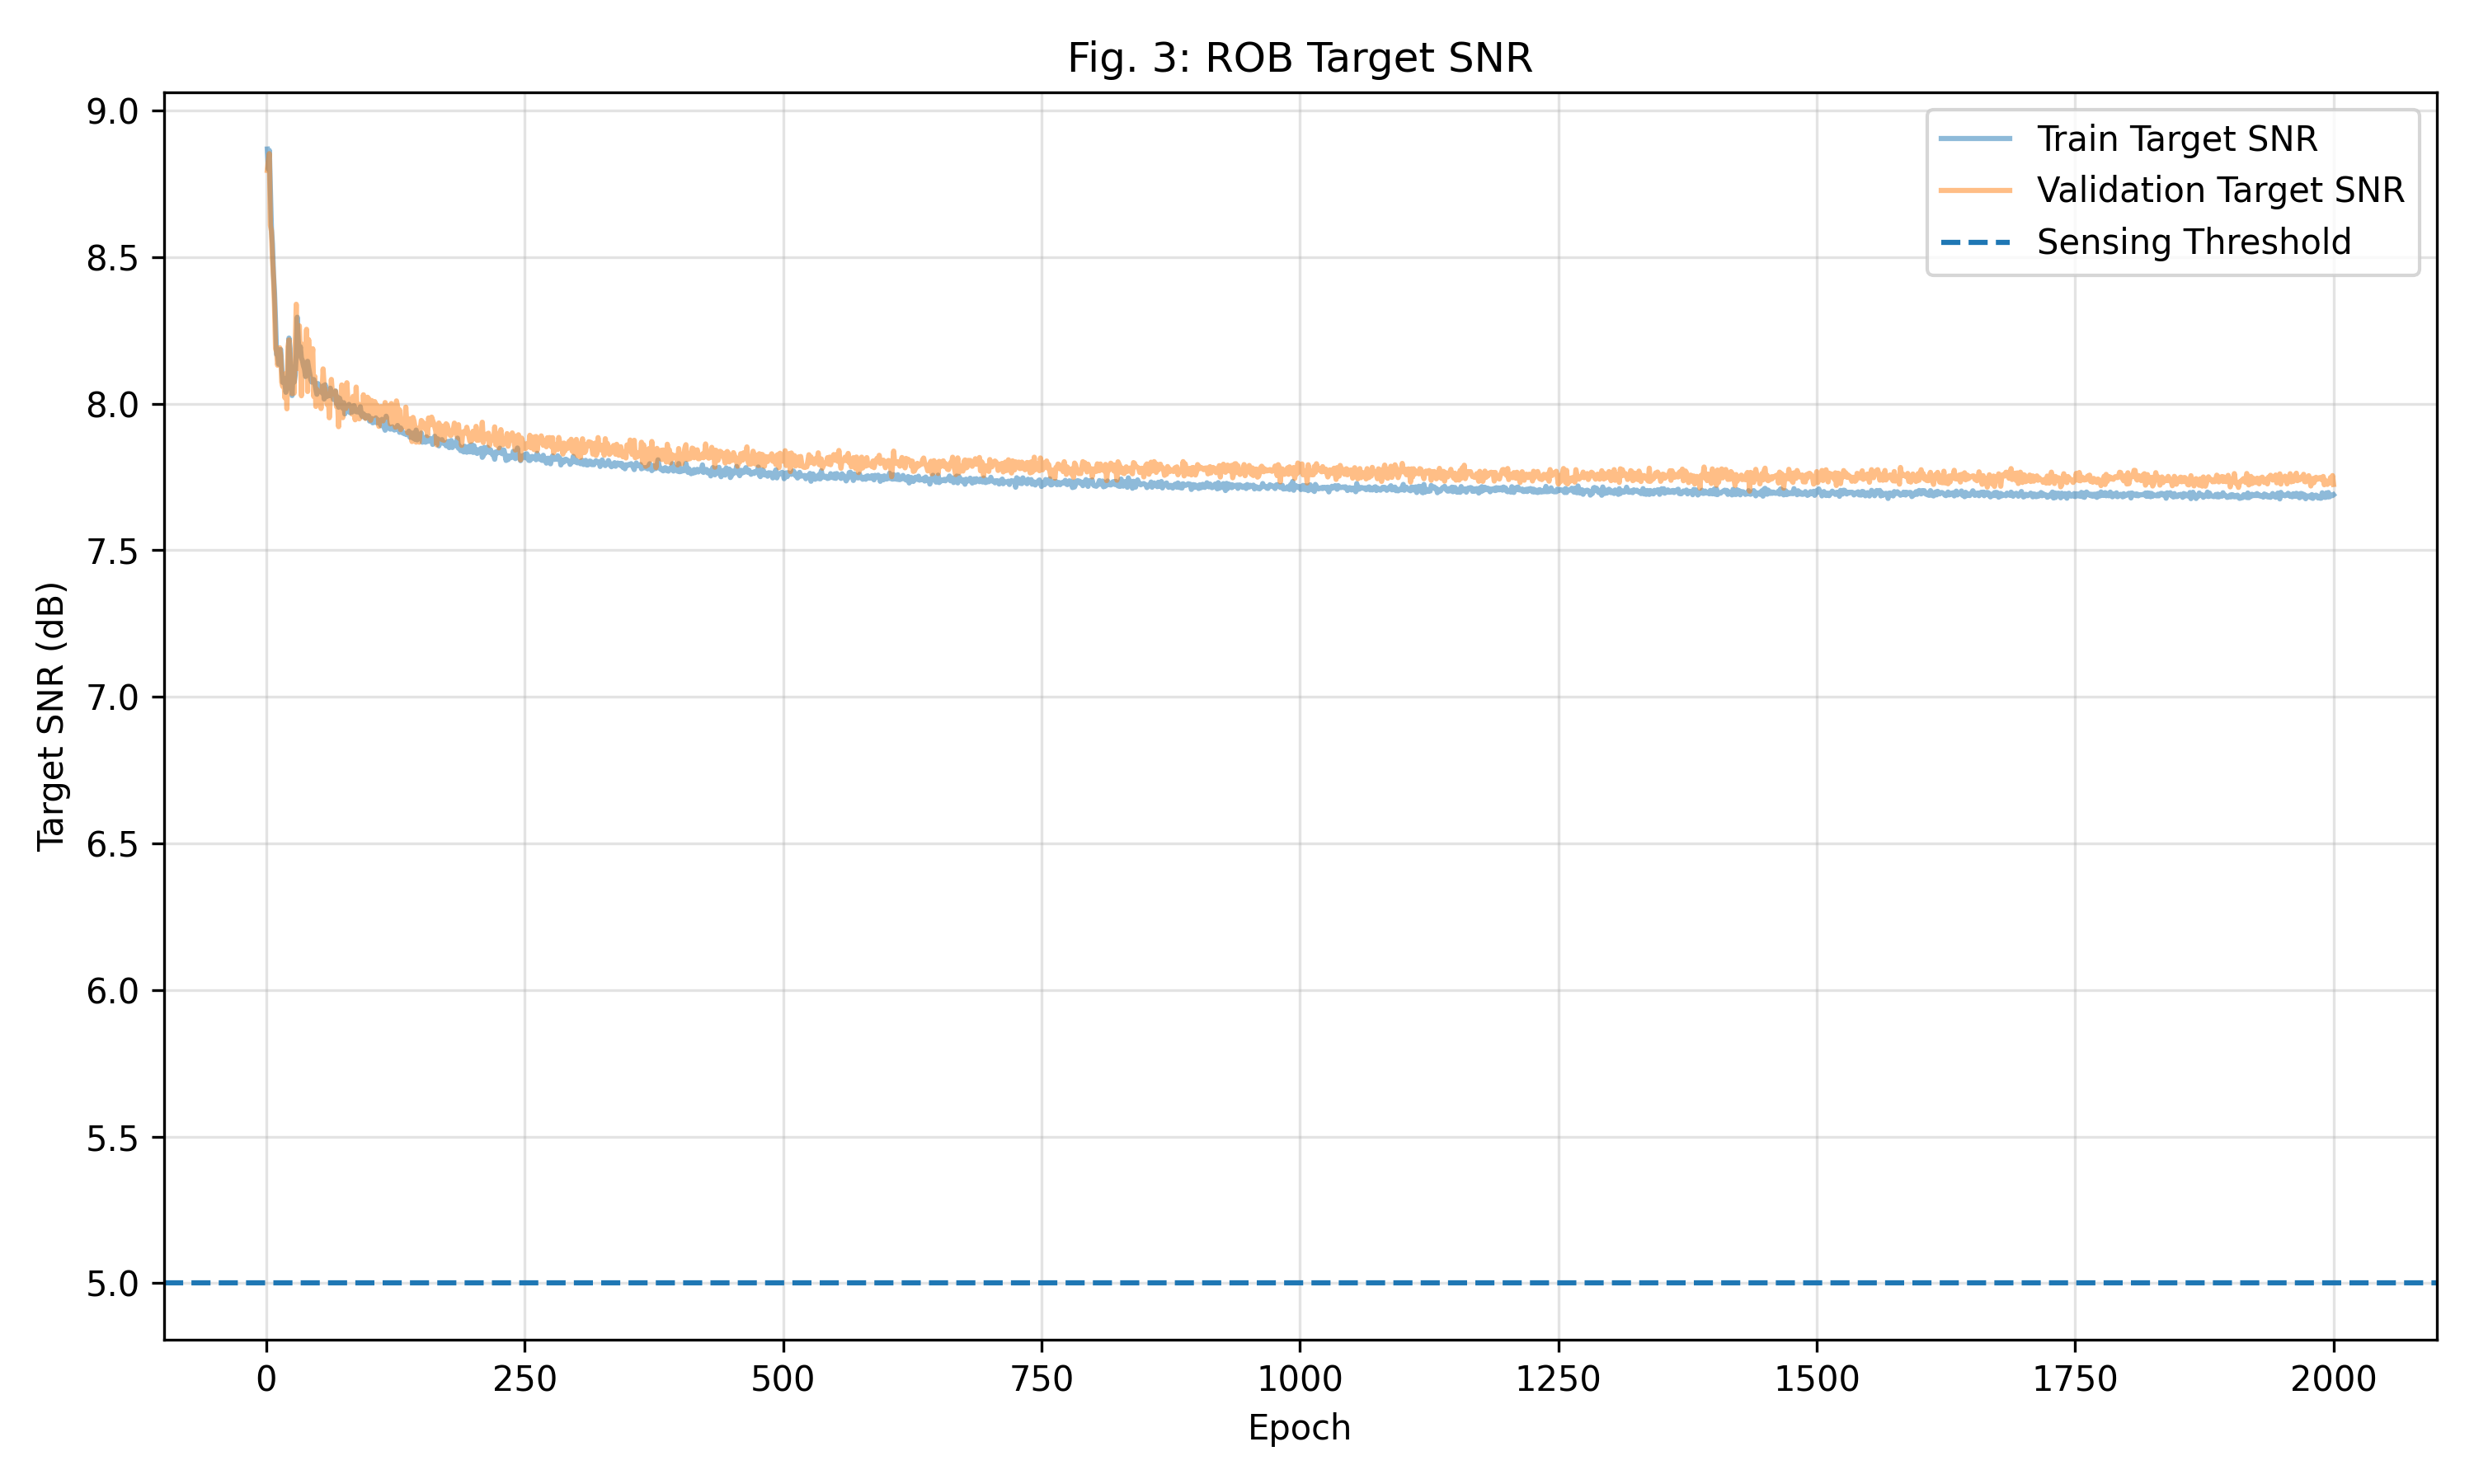 Fig. 3: ROB Target SNR
Train Target SNR
Validation Target SNR
Sensing Threshold
Target SNR (dB)
9.0
8.5
8.0
7.5
7.0
6.5
6.0
5.5
5.0
0 250 500 750 1000 1250 1500 1750 2000
Epoch